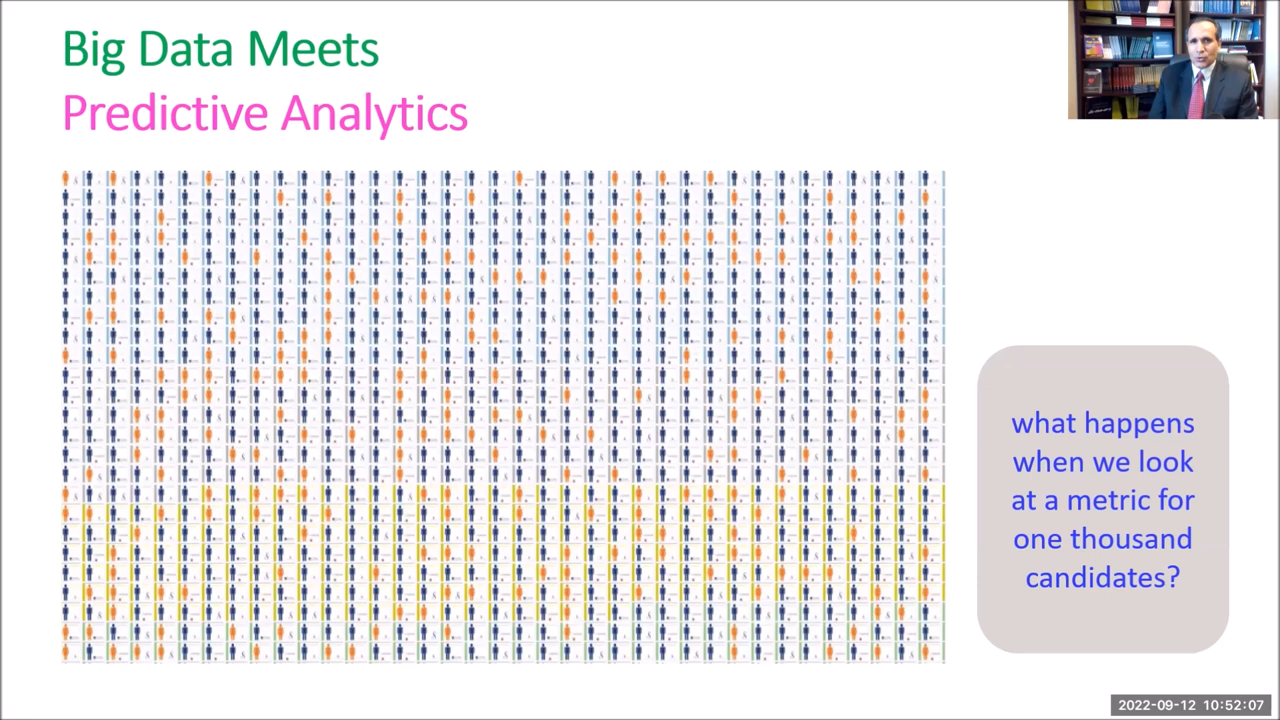 Big Data Meets
Predictive Analytics
what happens
when we look
at a metric for
one thousand
candidates?
2022-09-12 10:52:07